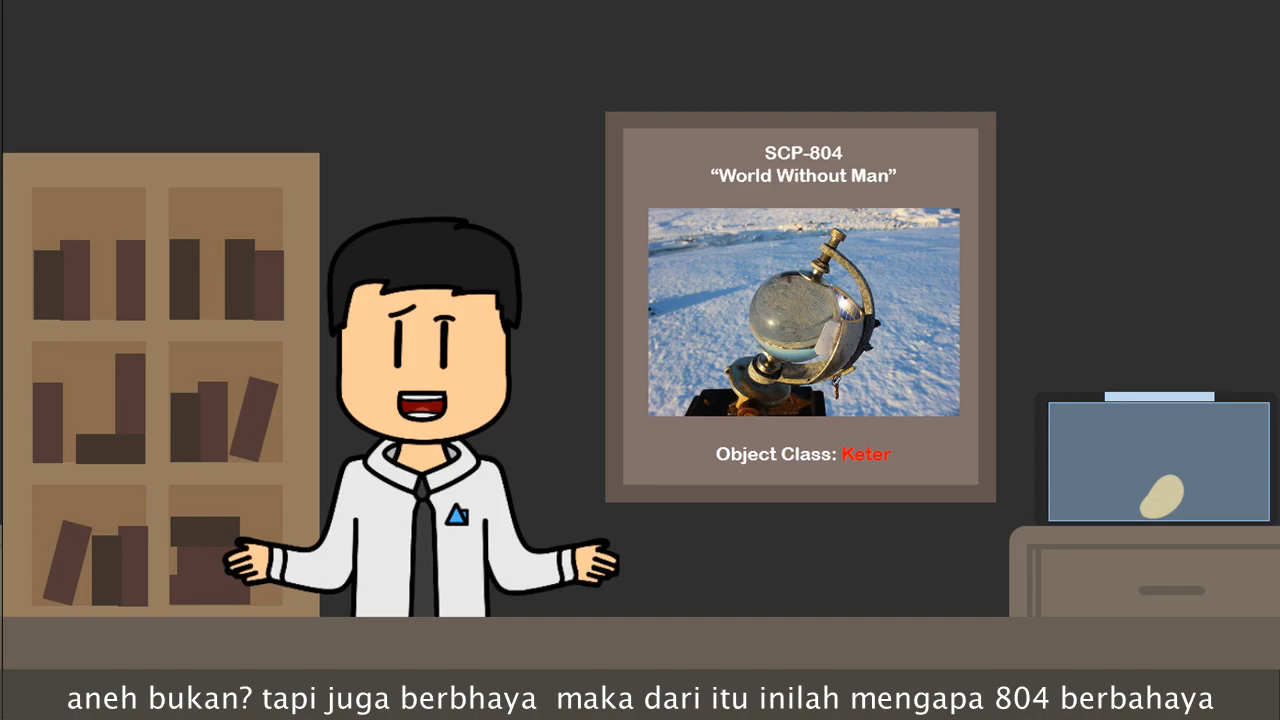 SCP-804
“World Without Man”
Object Class: Keter
aneh bukan? tapi juga berbhaya  maka dari itu inilah mengapa 804 berbahaya